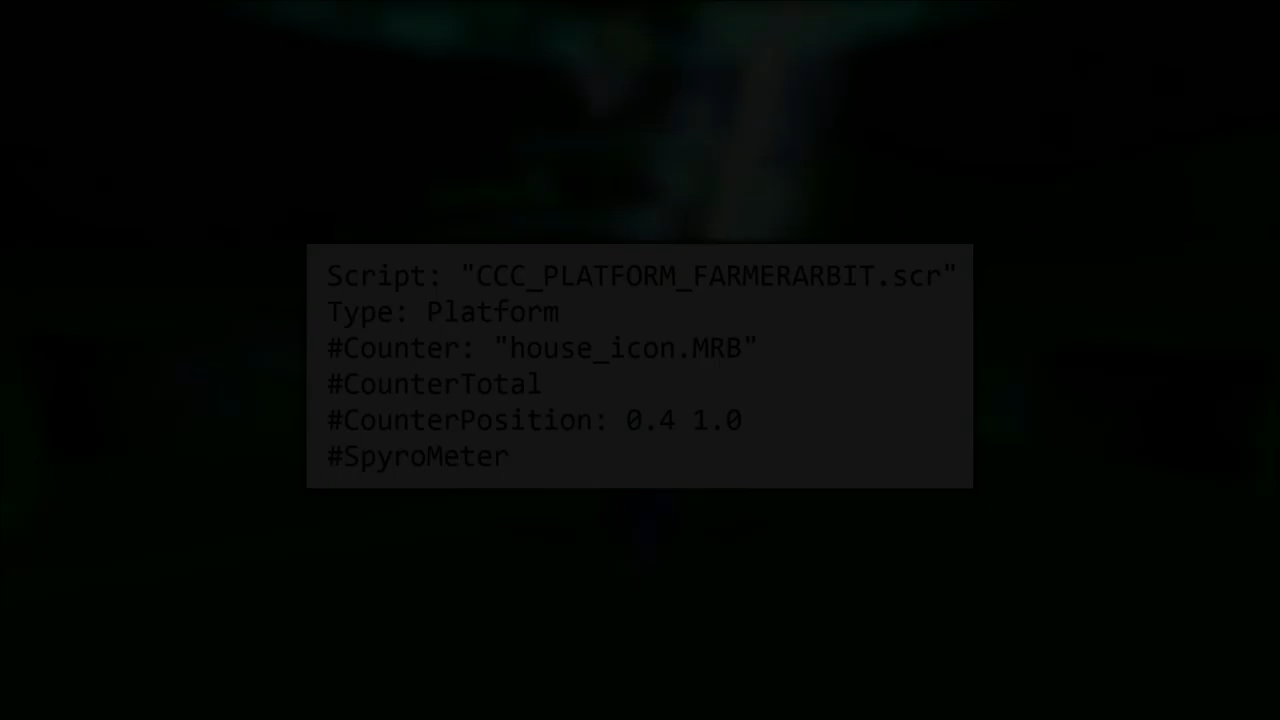 Script: "CCC_PLATFORM_FARMERARBIT.scr"
Type: Platform
#Counter: "house_icon.MRB"
#CounterTotal
#CounterPosition: 0.4 1.0
#SpyroMeter